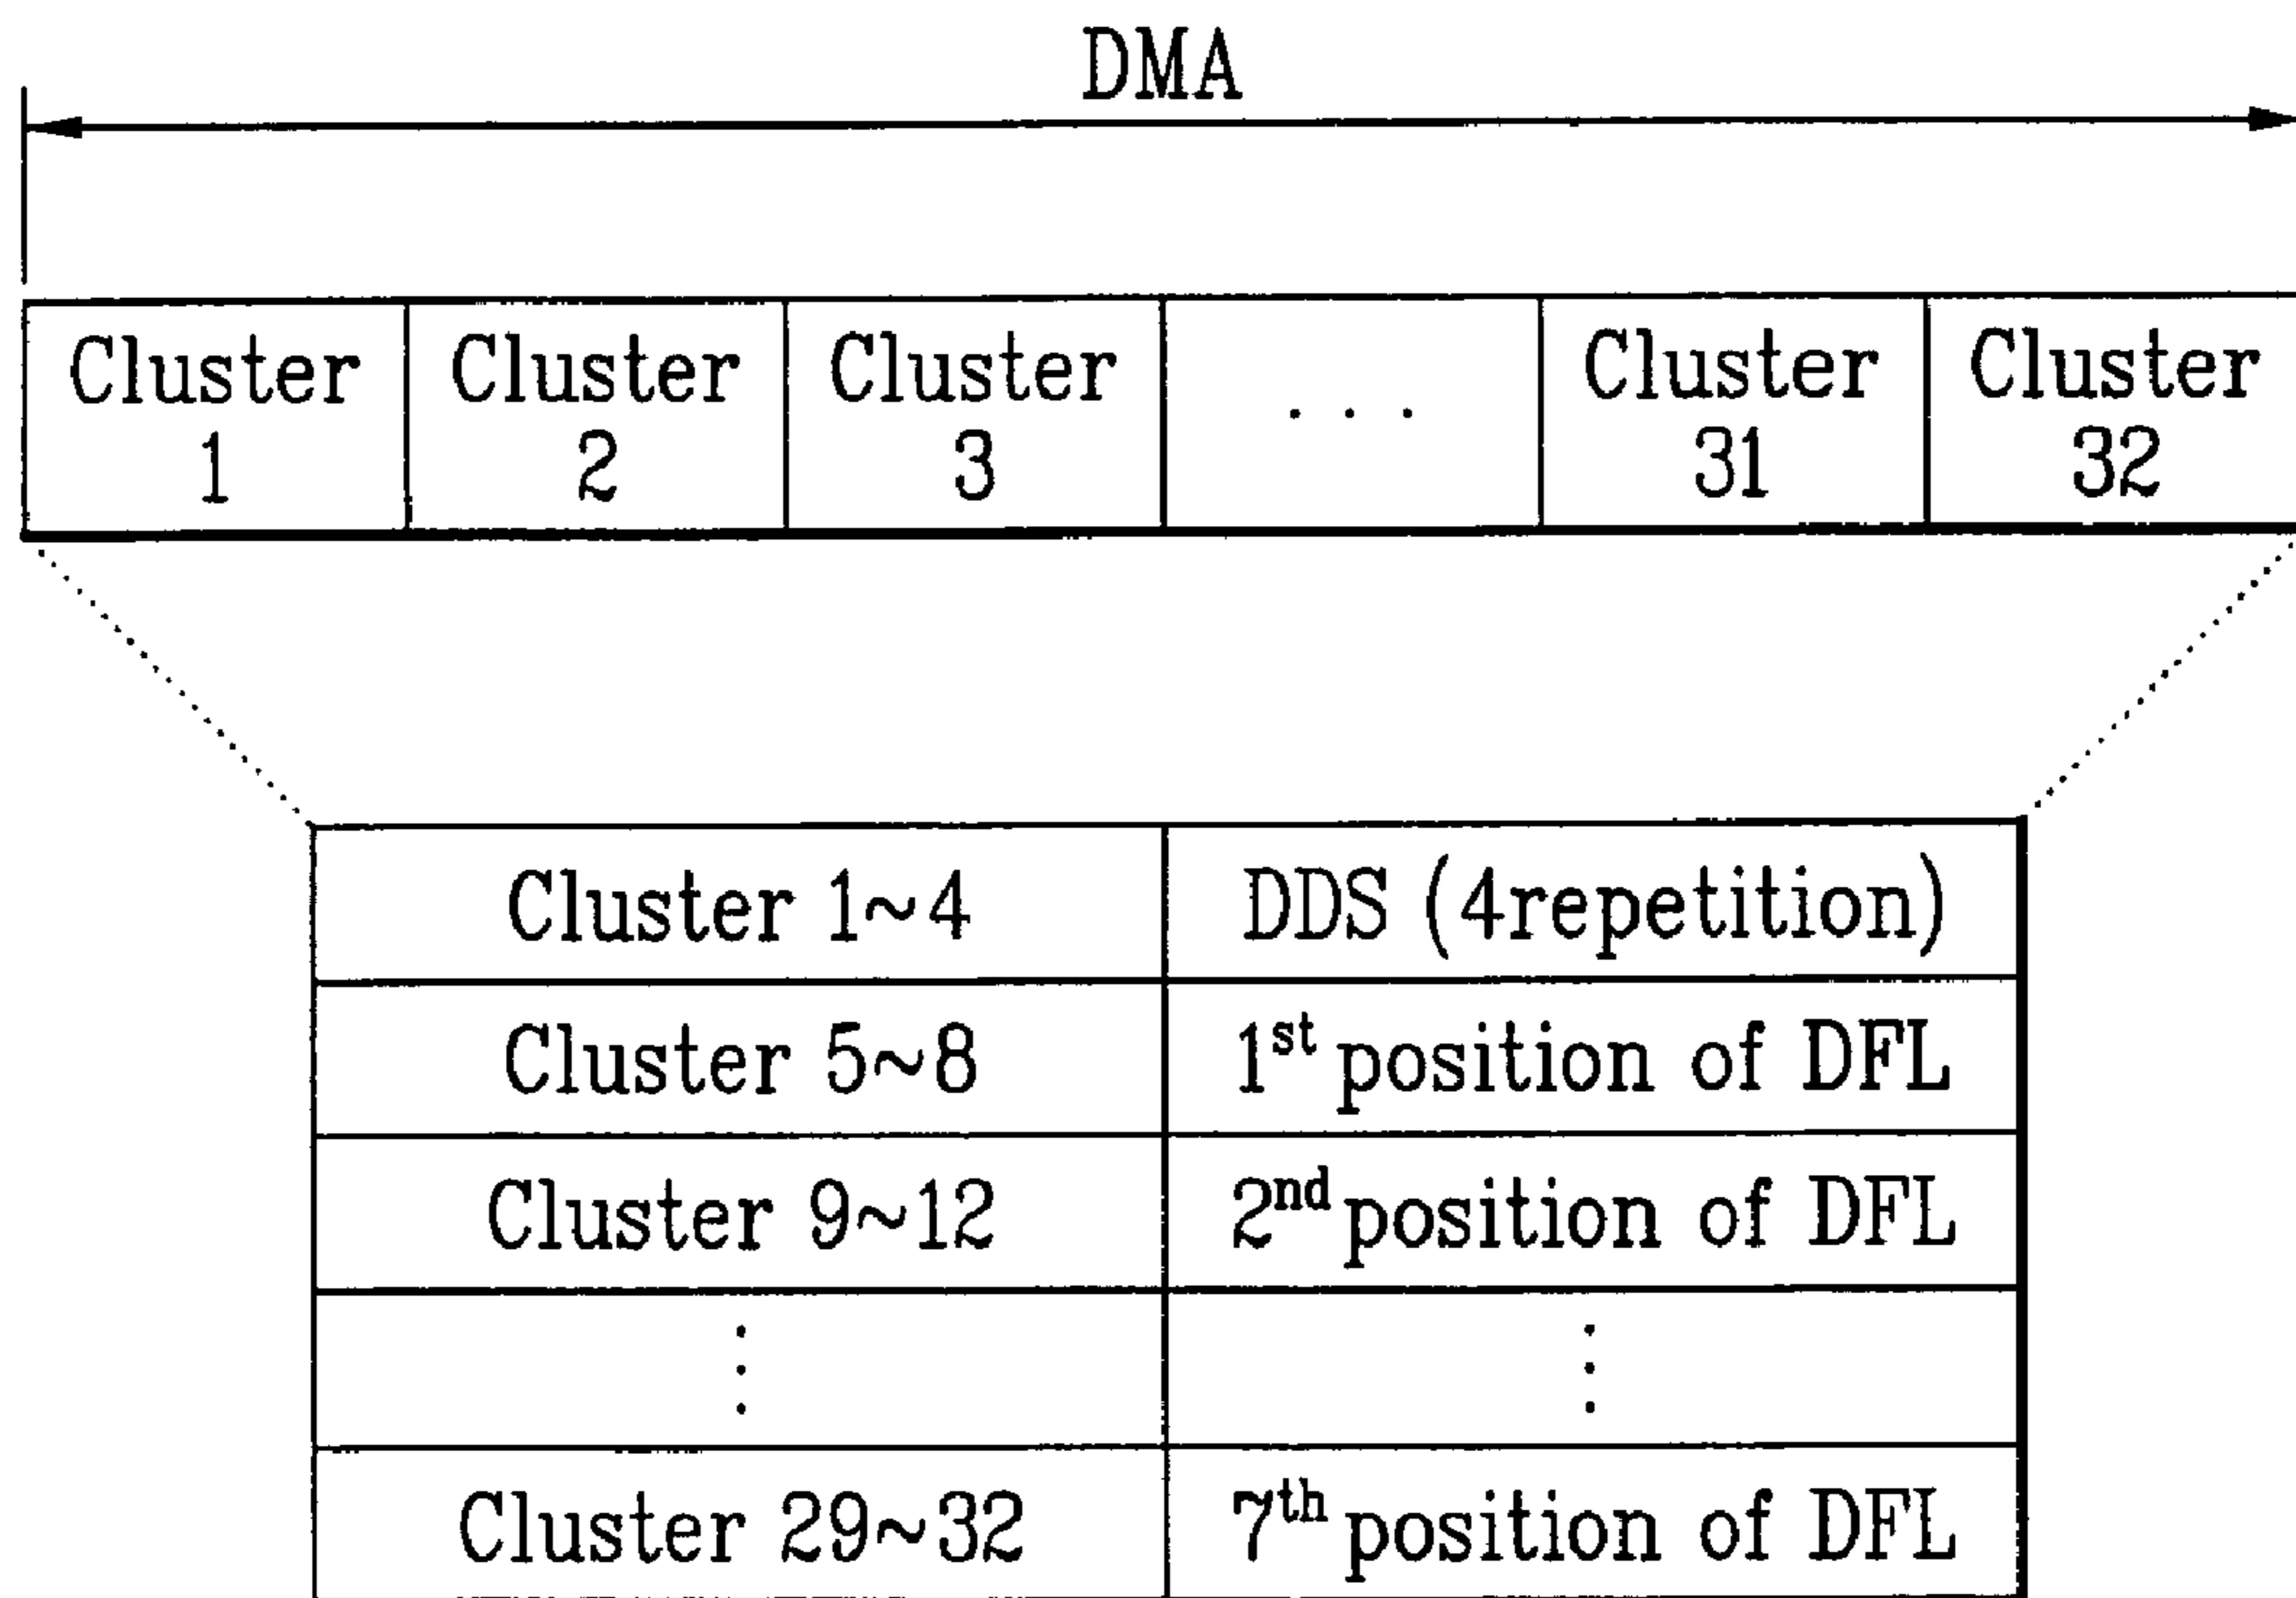 DMA
Cluster 1
Cluster 2
Cluster 3
. . .
Cluster 31
Cluster 32
Cluster 1~4 DDS (4repetition)
Cluster 5~8 1st position of DFL
Cluster 9~12 2nd position of DFL
Cluster 29~32 7th position of DFL